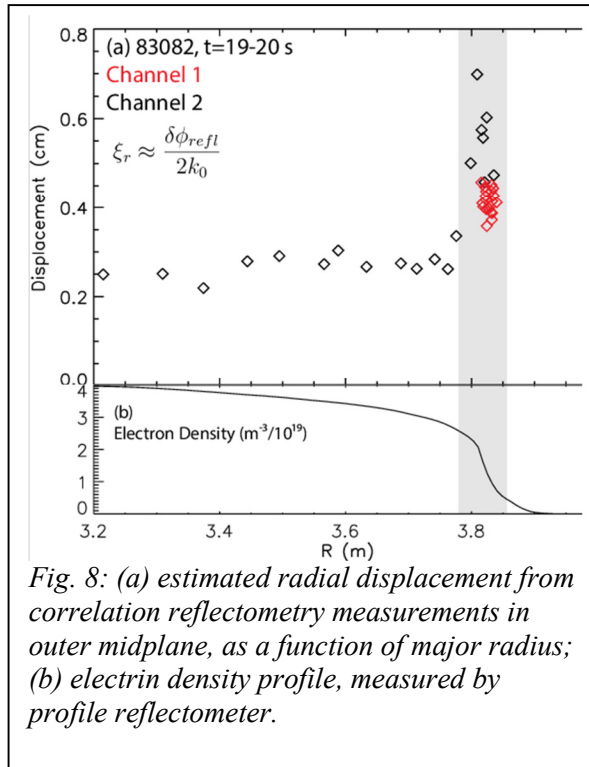 0.8
(a) 83082, t=19-20 s
Channel 1
Channel 2
ξ_r ≈ δϕ_refl / 2k_0
0.6
0.4
0.2
0.0
Displacement (cm)
4
3
2
1
0
(b)
Electron Density (m⁻³/10¹⁹)
3.2 3.4 3.6 3.8
R (m)
Fig. 8: (a) estimated radial displacement from
correlation reflectometry measurements in
outer midplane, as a function of major radius;
(b) electrin density profile, measured by
profile reflectometer.